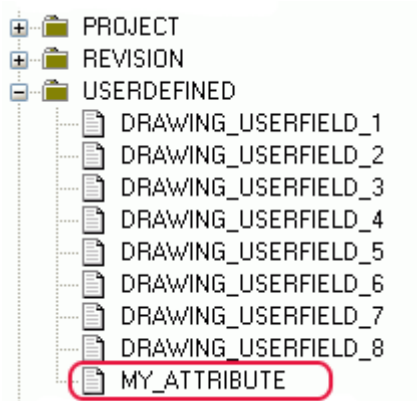 PROJECT
REVISION
USERDEFINED
DRAWING_USERFIELD_1
DRAWING_USERFIELD_2
DRAWING_USERFIELD_3
DRAWING_USERFIELD_4
DRAWING_USERFIELD_5
DRAWING_USERFIELD_6
DRAWING_USERFIELD_7
DRAWING_USERFIELD_8
MY_ATTRIBUTE